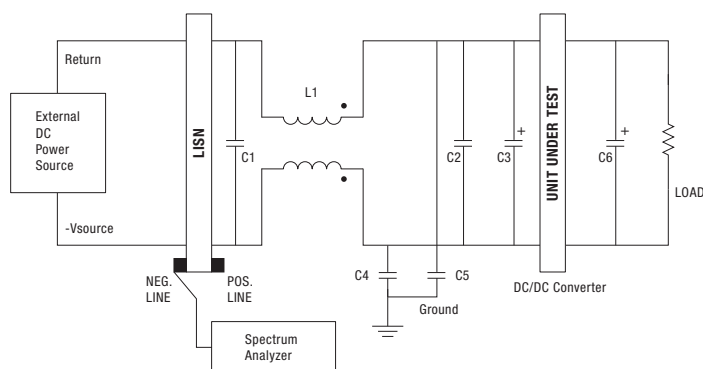 Return
L1
External
DC
Power
Source
LISN
C1
C2
C3
+
UNIT UNDER TEST
C6
+
LOAD
-Vsource
NEG.
LINE
POS.
LINE
C4
C5
Ground
DC/DC Converter
Spectrum
Analyzer